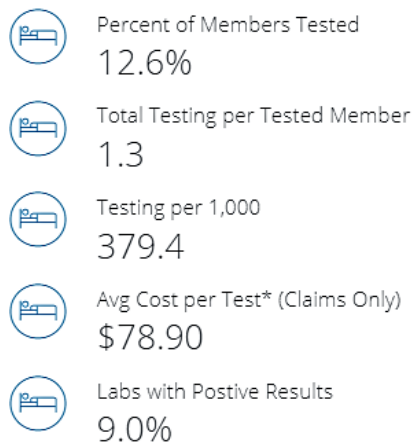 Percent of Members Tested
12.6%
Total Testing per Tested Member
1.3
Testing per 1,000
379.4
Avg Cost per Test* (Claims Only)
$78.90
Labs with Postive Results
9.0%